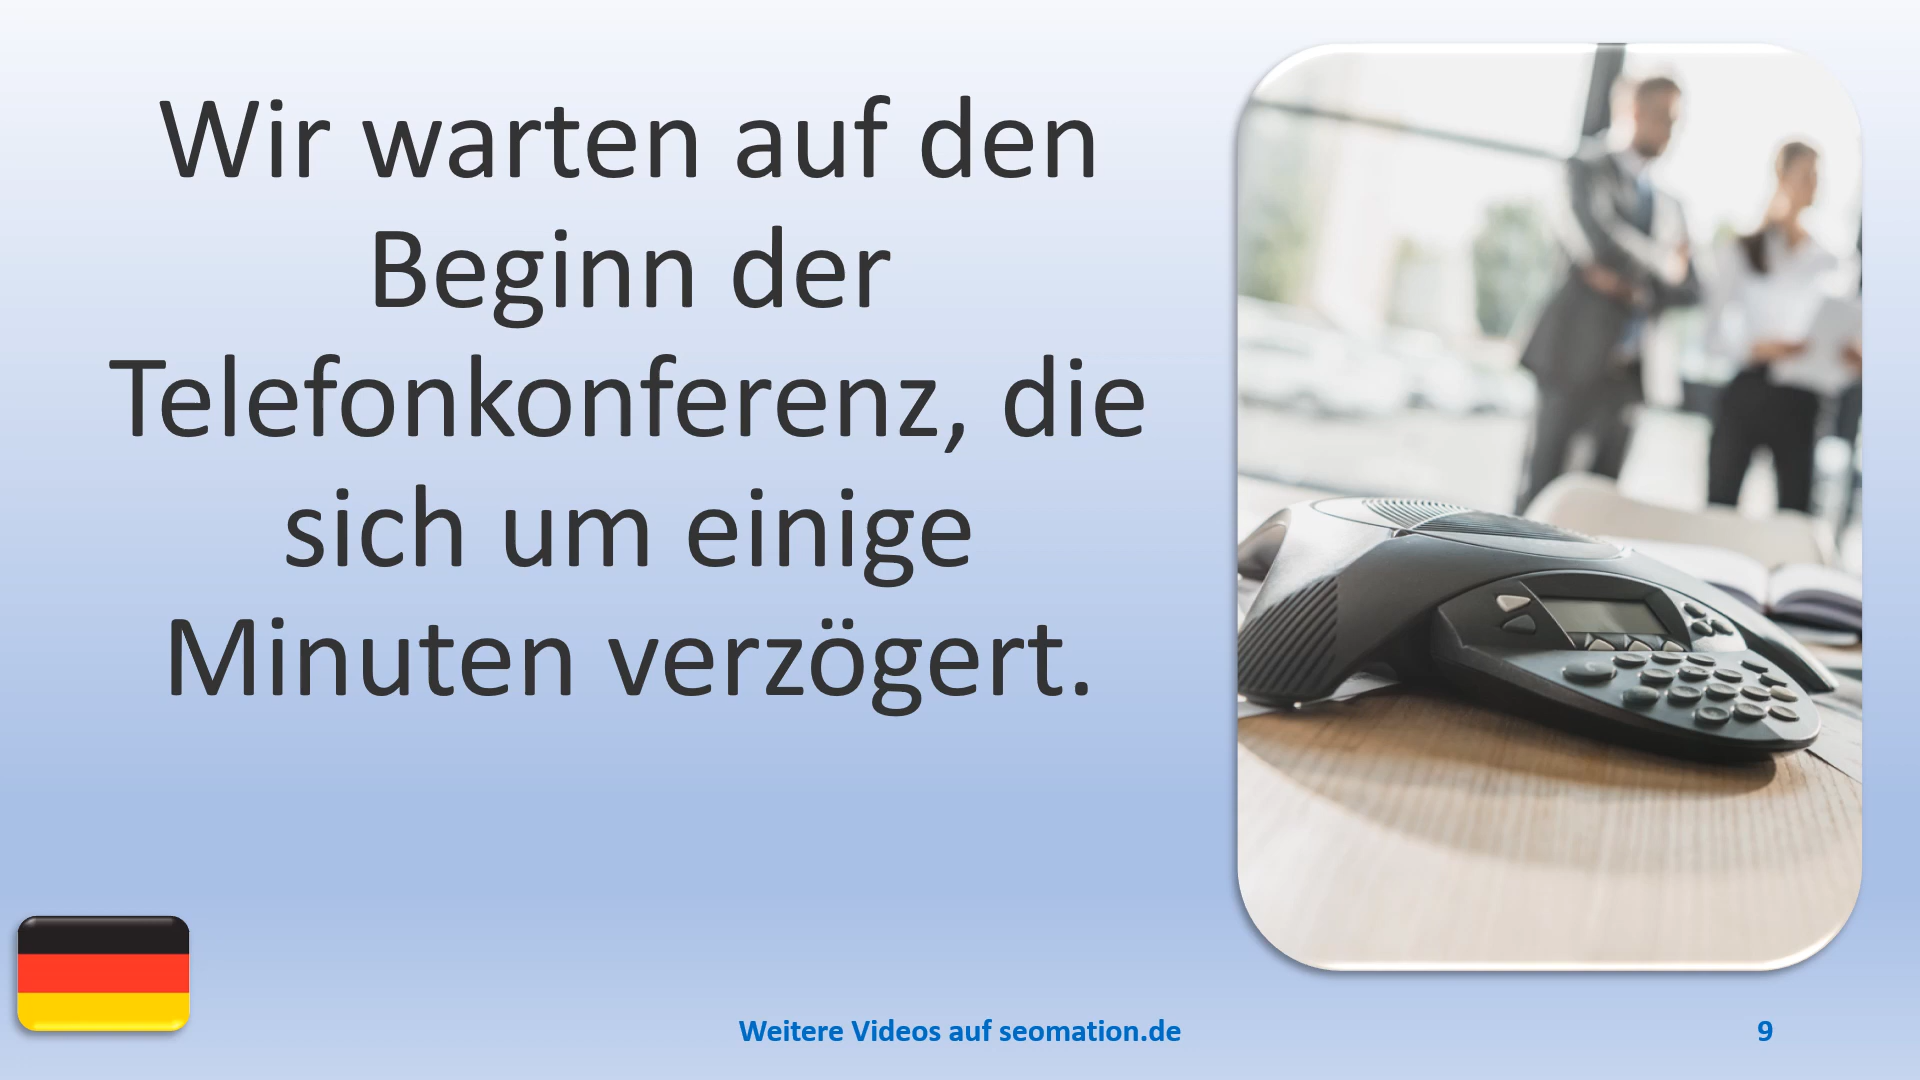 Wir warten auf den
Beginn der
Telefonkonferenz, die
sich um einige
Minuten verzögert.
Weitere Videos auf seomation.de
9